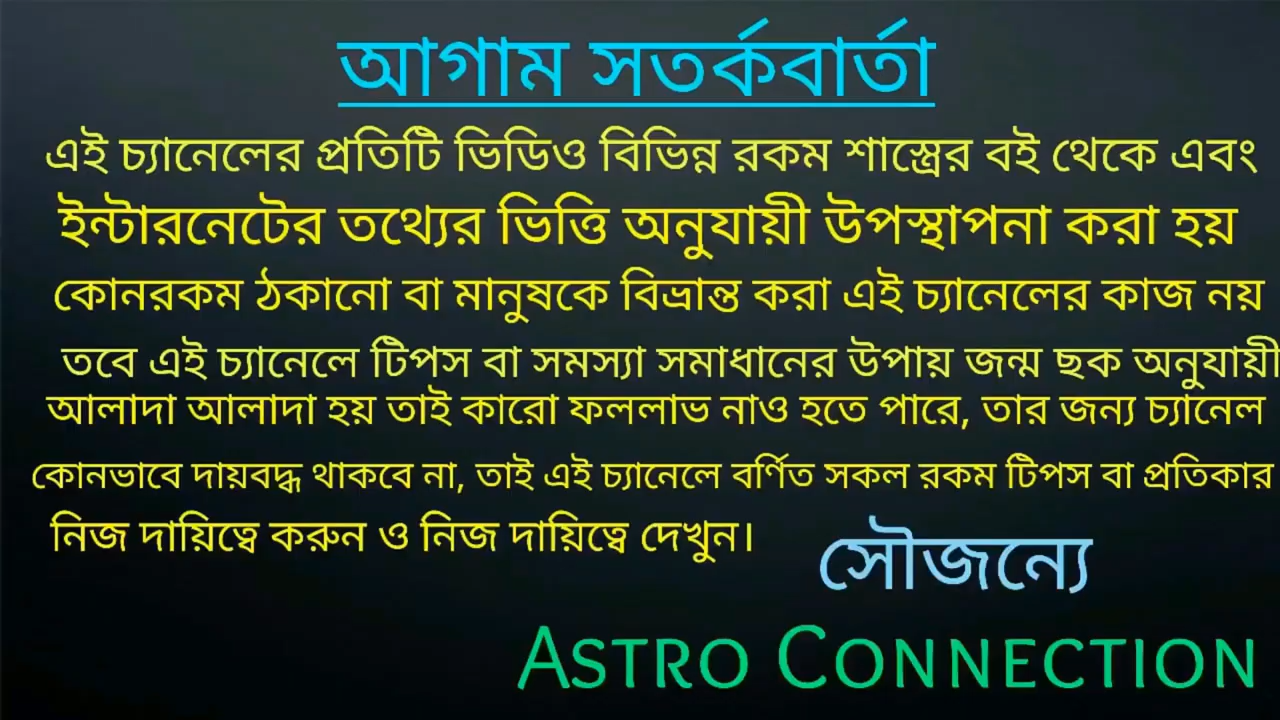 আগাম সতর্কবার্তা
এই চ্যানেলের প্রতিটি ভিডিও বিভিন্ন রকম শাস্ত্রের বই থেকে এবং
ইন্টারনেটের তথ্যের ভিত্তি অনুযায়ী উপস্থাপনা করা হয়
কোনরকম ঠকানো বা মানুষকে বিভ্রান্ত করা এই চ্যানেলের কাজ নয়
তবে এই চ্যানেলে টিপস বা সমস্যা সমাধানের উপায় জন্ম ছক অনুযায়ী
আলাদা আলাদা হয় তাই কারো ফললাভ নাও হতে পারে, তার জন্য চ্যানেল
কোনভাবে দায়বদ্ধ থাকবে না, তাই এই চ্যানেলে বর্ণিত সকল রকম টিপস বা প্রতিকার
নিজ দায়িত্বে করুন ও নিজ দায়িত্বে দেখুন।
সৌজন্যে
ASTRO CONNECTION